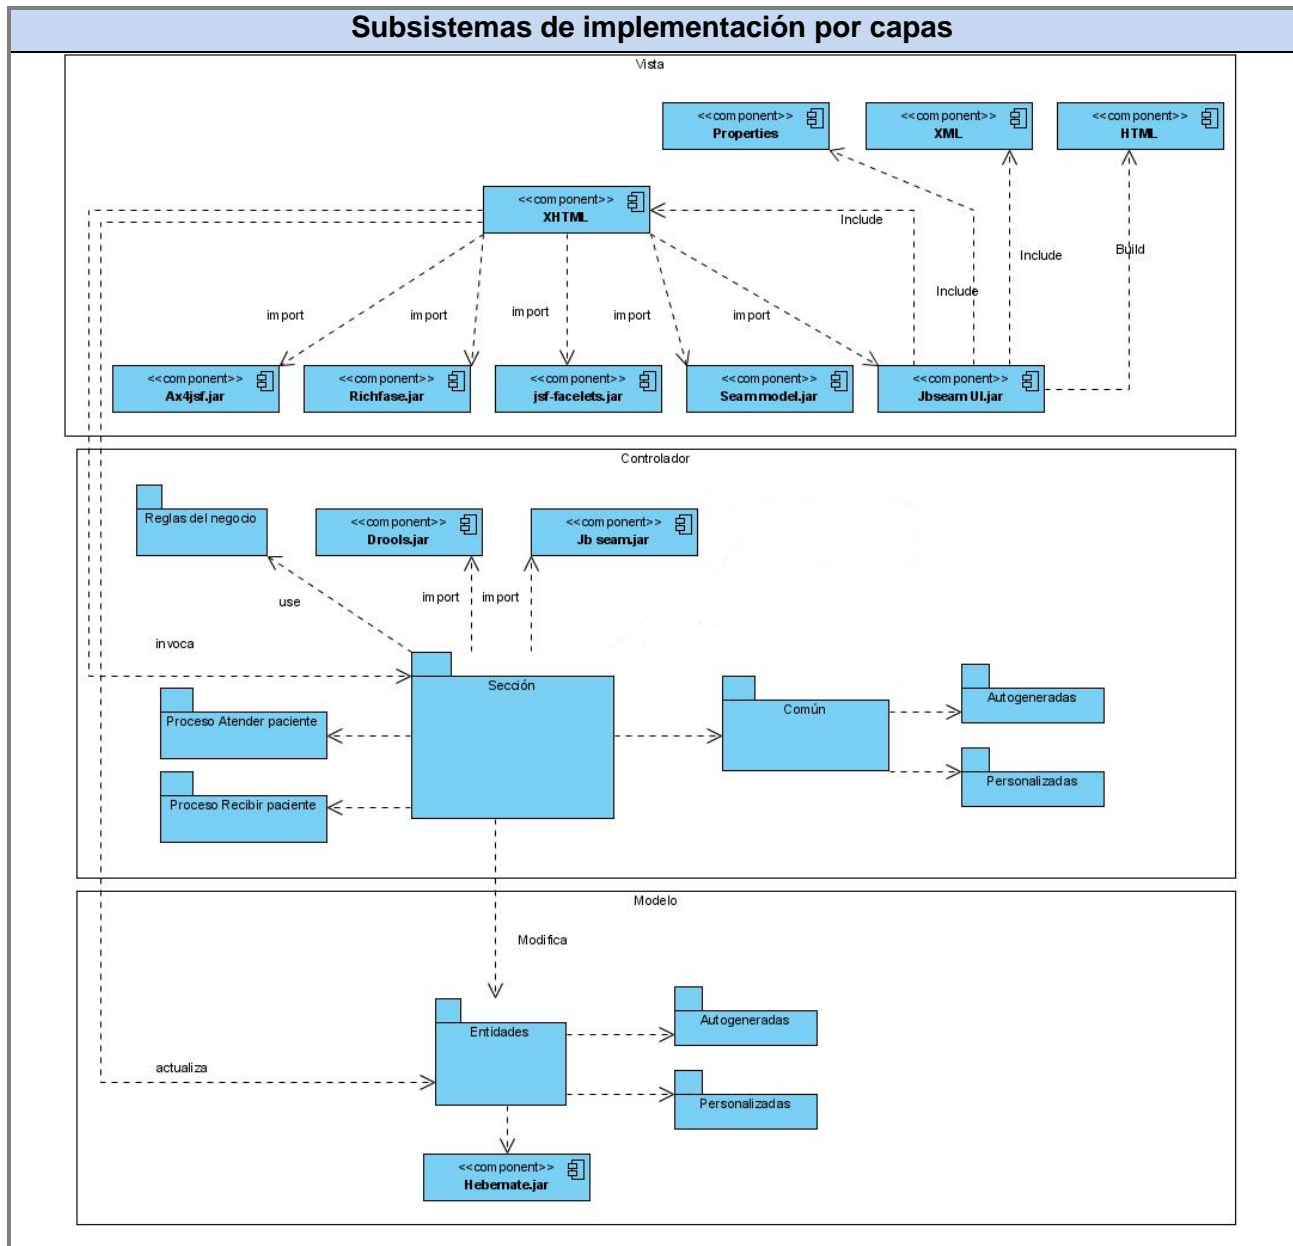 Subsistemas de implementación por capas
Vista
<<component>>
Properties
<<component>>
XML
<<component>>
HTML
<<component>>
XHTML
Include
Build
Include
Include
import
import
import
import
import
<<component>>
Ax4jsf.jar
<<component>>
Richfase.jar
<<component>>
jsf-facelets.jar
<<component>>
Seam model.jar
<<component>>
Jbseam UI.jar
Controlador
Reglas del negocio
<<component>>
Drools.jar
<<component>>
Jb seam.jar
use
import
import
invoca
Sección
Proceso Atender paciente
Proceso Recibir paciente
Común
Autogeneradas
Personalizadas
Modelo
Modifica
Entidades
Autogeneradas
actualiza
Personalizadas
<<component>>
Hebernate.jar